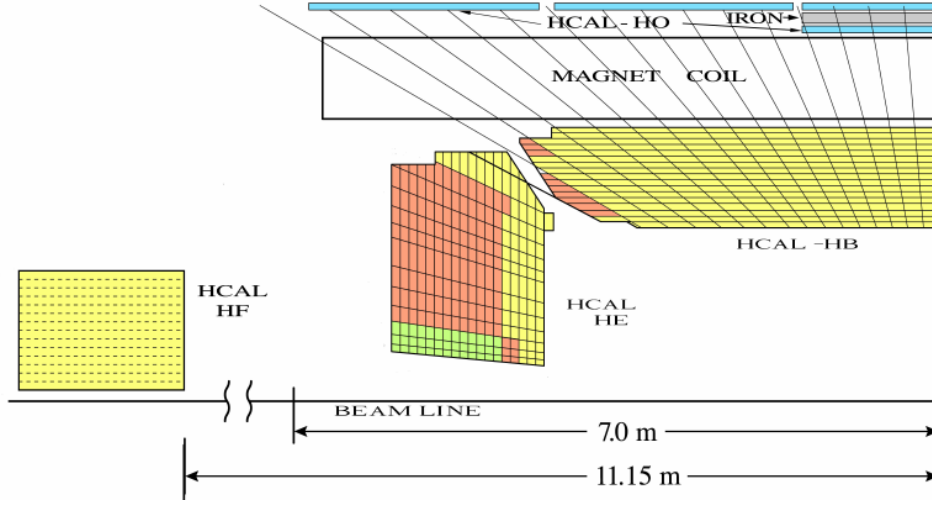 HCAL-HO
IRON
MAGNET COIL
HCAL -HB
HCAL
HF
HCAL
HE
BEAM LINE
7.0 m
11.15 m